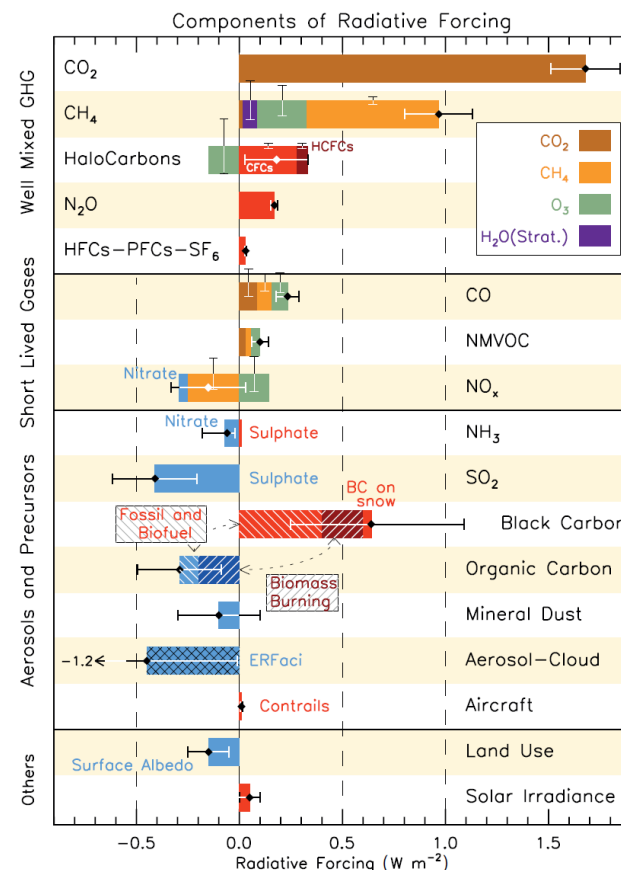 Components of Radiative Forcing
Well Mixed GHG
CO₂
CH₄
HaloCarbons
HCFCs
CFCs
N₂O
HFCs−PFCs−SF₆
CO₂
CH₄
O₃
H₂O(Strat.)
Short Lived Gases
CO
NMVOC
Nitrate
NOₓ
Aerosols and Precursors
Nitrate
Sulphate
NH₃
Sulphate
SO₂
BC on
snow
Fossil and
Biofuel
Black Carbon
Organic Carbon
Biomass
Burning
Mineral Dust
−1.2
ERFaci
Aerosol−Cloud
Contrails
Aircraft
Others
Surface Albedo
Land Use
Solar Irradiance
−0.5 0.0 0.5 1.0 1.5
Radiative Forcing (W m⁻²)